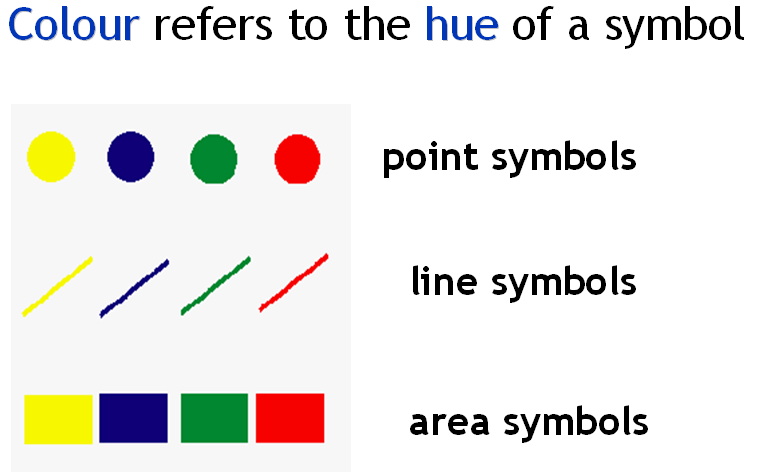 Colour refers to the hue of a symbol
point symbols
line symbols
area symbols